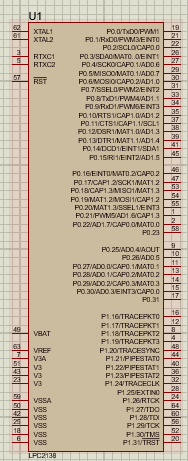 U1
62 XTAL1 P0.0/TxD0/PWM1 19
61 XTAL2 P0.1/RxD0/PWM3/EINT0 21
P0.2/SCL0/CAP0.0 22
3 RTXC1 P0.3/SDA0/MAT0.0/EINT1 26
5 RTXC2 P0.4/SCK0/CAP0.1/AD0.6 27
P0.5/MISO0/MAT0.1/AD0.7 29
57 RST P0.6/MOSI0/CAP0.2/AD1.0 30
P0.7/SSEL0/PWM2/EINT2 31
P0.8/TxD1/PWM4/AD1.1 33
P0.9/RxD1/PWM6/EINT3 34
P0.10/RTS1/CAP1.0/AD1.2 35
P0.11/CTS1/CAP1.1/SCL1 37
P0.12/DSR1/MAT1.0/AD1.3 38
P0.13/DTR1/MAT1.1/AD1.4 39
P0.14/DCD1/EINT1/SDA1 41
P0.15/RI1/EINT2/AD1.5 45
P0.16/EINT0/MAT0.2/CAP0.2 46
P0.17/CAP1.2/SCK1/MAT1.2 47
P0.18/CAP1.3/MISO1/MAT1.3 53
P0.19/MAT1.2/MOSI1/CAP1.2 54
P0.20/MAT1.3/SSEL1/EINT3 55
P0.21/PWM5/AD1.6/CAP1.3 1
P0.22/AD1.7/CAP0.0/MAT0.0 2
P0.23 58
P0.25/AD0.4/AOUT 9
P0.26/AD0.5 10
P0.27/AD0.0/CAP0.1/MAT0.1 11
P0.28/AD0.1/CAP0.2/MAT0.2 13
P0.29/AD0.2/CAP0.3/MAT0.3 14
P0.30/AD0.3/EINT3/CAP0.0 15
P0.31 17
P1.16/TRACEPKT0 16
P1.17/TRACEPKT1 12
49 VBAT P1.18/TRACEPKT2 8
P1.19/TRACEPKT3 4
63 VREF P1.20/TRACESYNC 48
7 V3A P1.21/PIPESTAT0 44
51 V3 P1.22/PIPESTAT1 40
43 V3 P1.23/PIPESTAT2 36
23 V3 P1.24/TRACECLK 32
P1.25/EXTIN0 28
59 VSSA P1.26/RTCK 24
50 VSS P1.27/TDO 64
42 VSS P1.28/TDI 60
25 VSS P1.29/TCK 56
18 VSS P1.30/TMS 52
6 VSS P1.31/TRST 20
LPC2138